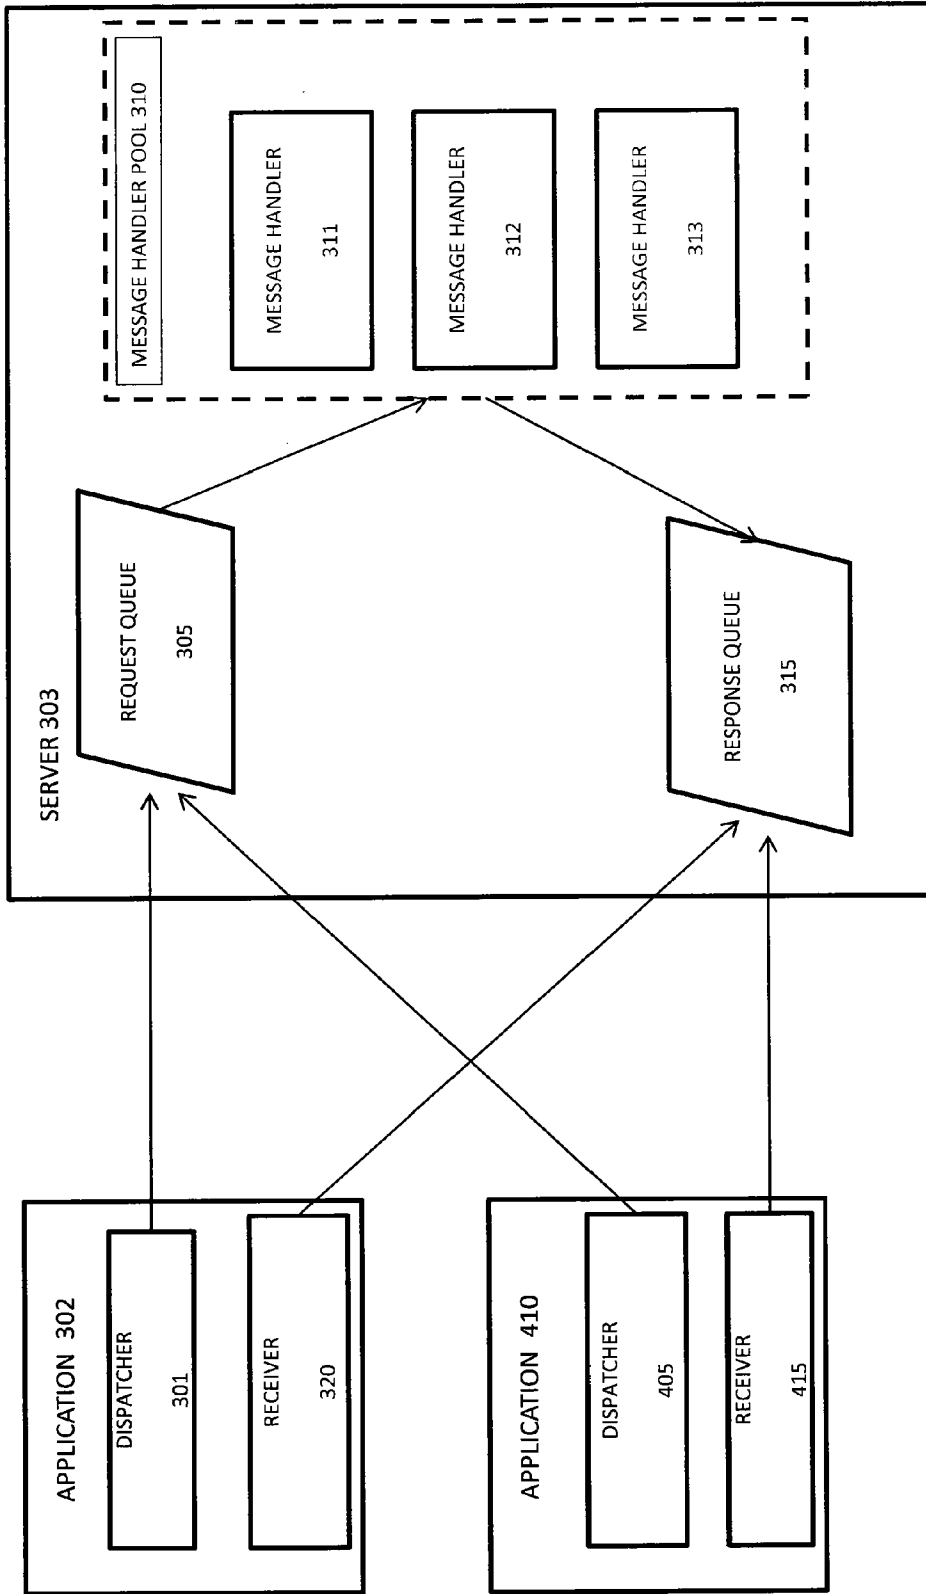 APPLICATION 302
DISPATCHER
301
RECEIVER
320
APPLICATION 410
DISPATCHER
405
RECEIVER
415
SERVER 303
REQUEST QUEUE
305
RESPONSE QUEUE
315
MESSAGE HANDLER POOL 310
MESSAGE HANDLER
311
MESSAGE HANDLER
312
MESSAGE HANDLER
313